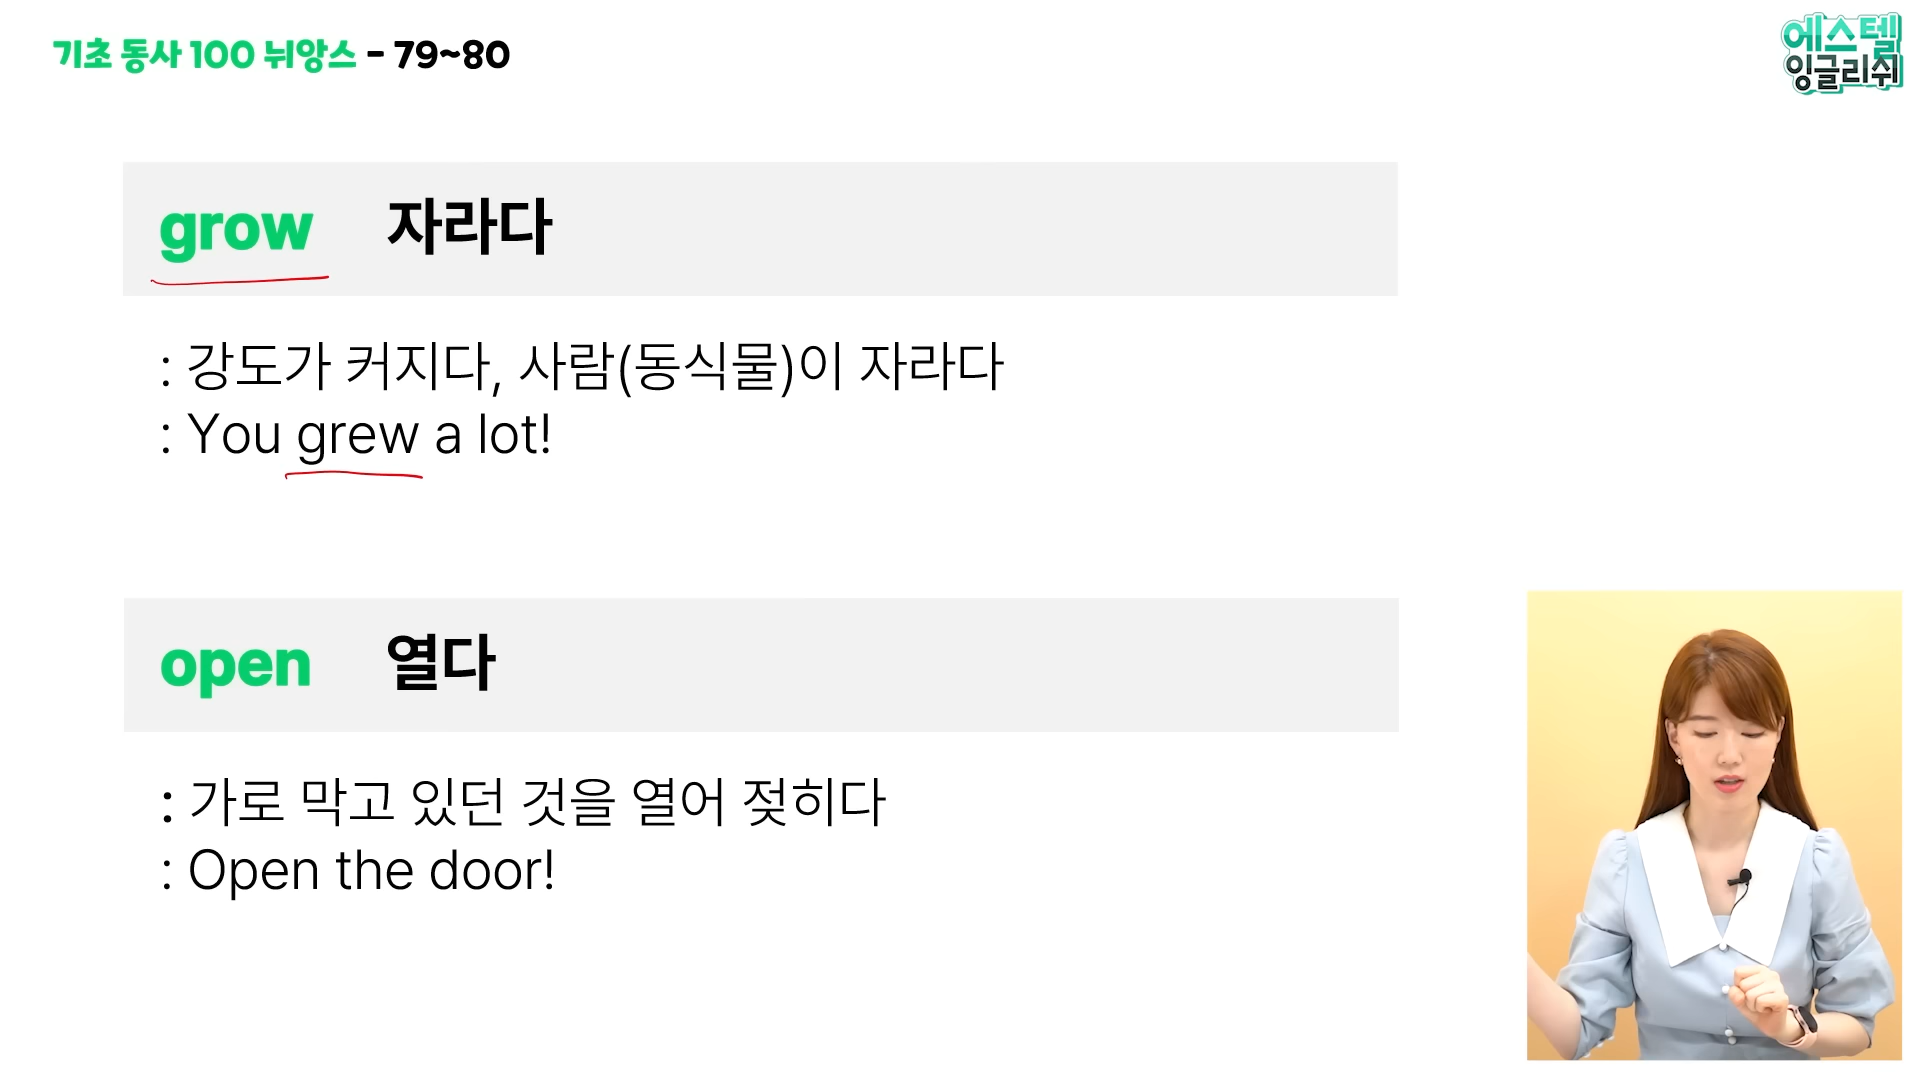 기초 동사 100 뉘앙스 - 79~80
에스텔
잉글리쉬
grow 자라다
: 강도가 커지다, 사람(동식물)이 자라다
: You grew a lot!
open 열다
: 가로 막고 있던 것을 열어 젖히다
: Open the door!